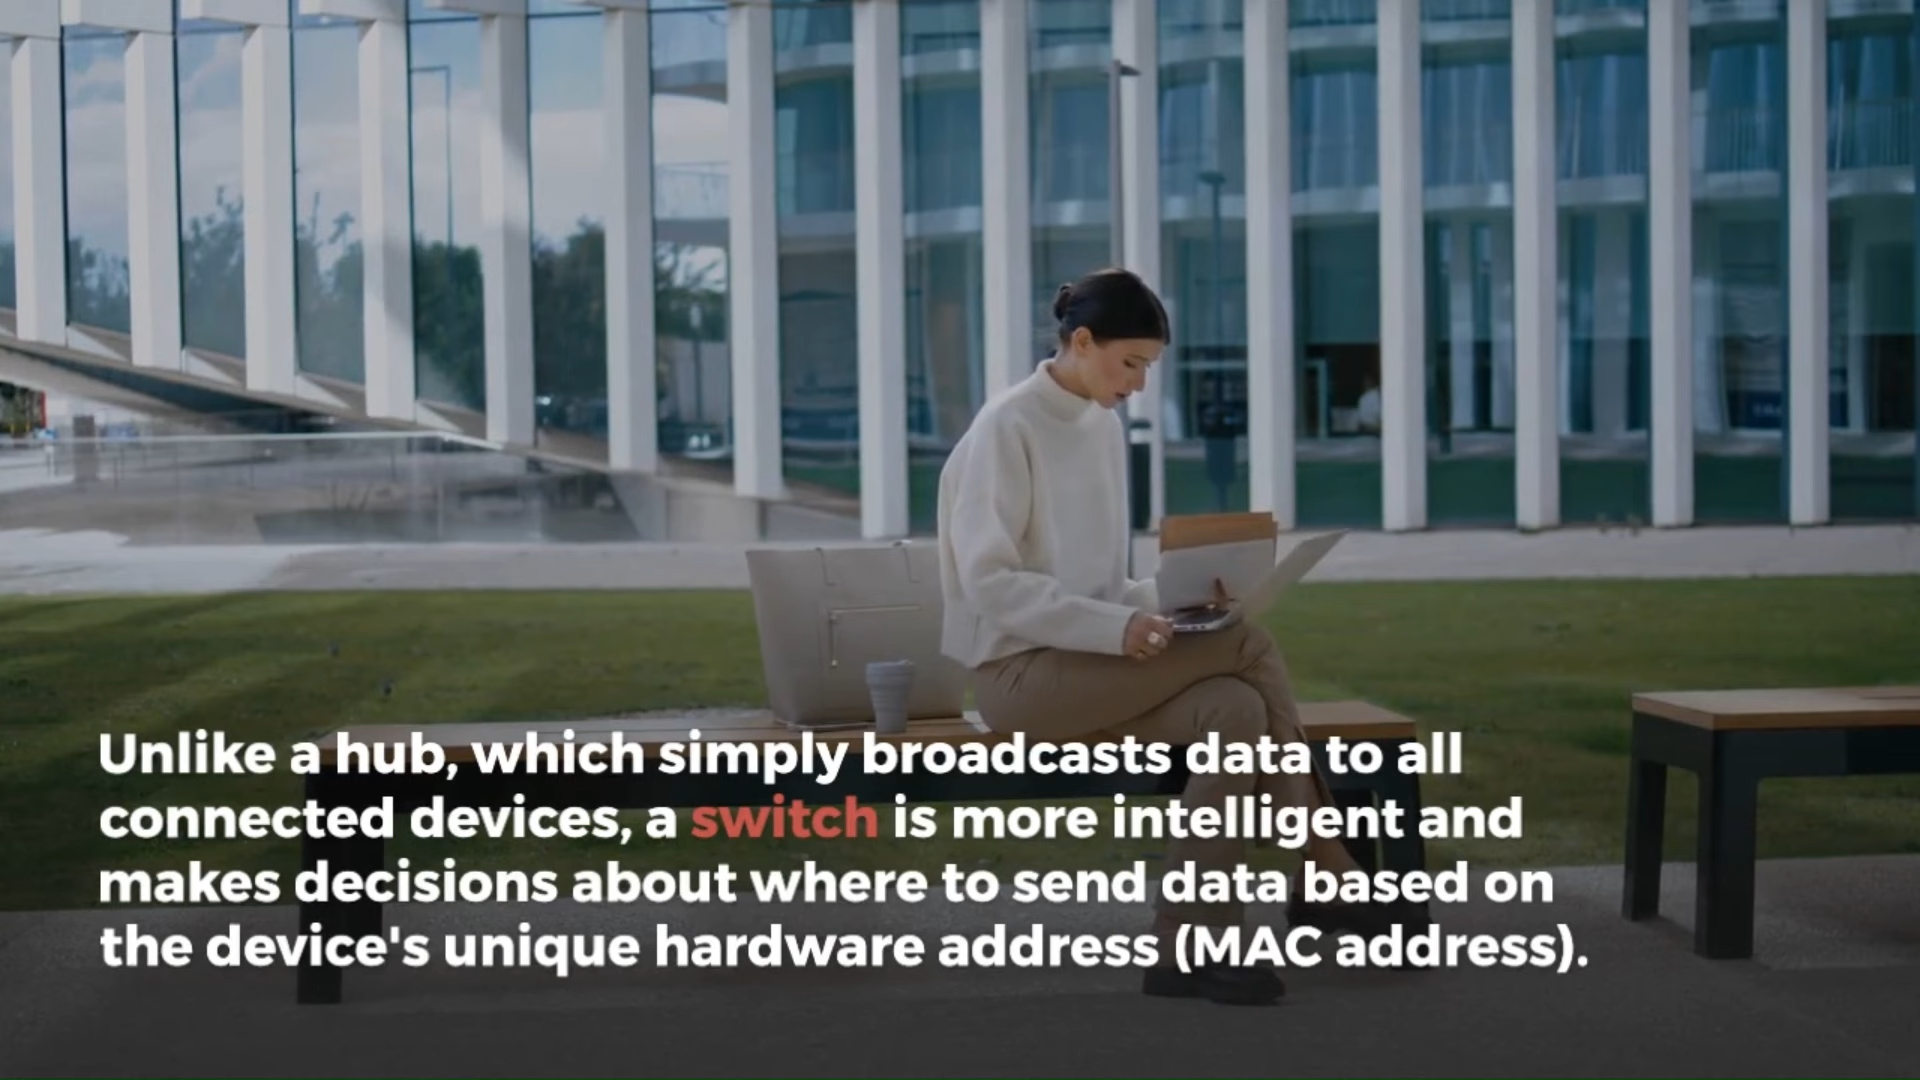 Unlike a hub, which simply broadcasts data to all
connected devices, a switch is more intelligent and
makes decisions about where to send data based on
the device's unique hardware address (MAC address).